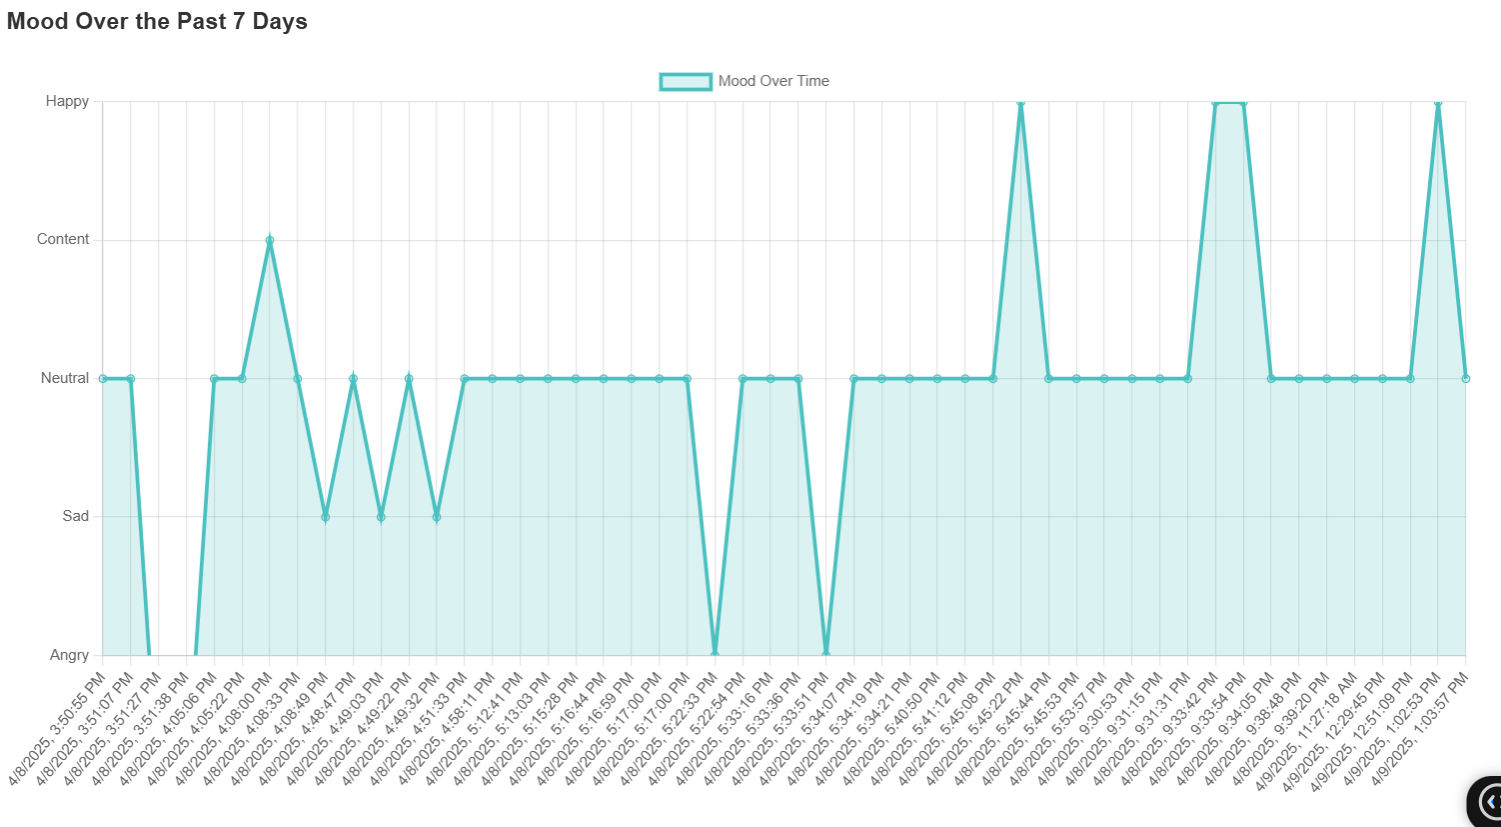 Mood Over the Past 7 Days
Mood Over Time
Happy
Content
Neutral
Sad
Angry
4/8/2025, 3:50:55 PM
4/8/2025, 3:51:07 PM
4/8/2025, 3:51:27 PM
4/8/2025, 3:51:38 PM
4/8/2025, 4:05:06 PM
4/8/2025, 4:05:22 PM
4/8/2025, 4:08:00 PM
4/8/2025, 4:08:33 PM
4/8/2025, 4:08:49 PM
4/8/2025, 4:48:47 PM
4/8/2025, 4:49:03 PM
4/8/2025, 4:49:22 PM
4/8/2025, 4:49:32 PM
4/8/2025, 4:51:33 PM
4/8/2025, 4:58:11 PM
4/8/2025, 5:12:41 PM
4/8/2025, 5:13:03 PM
4/8/2025, 5:15:28 PM
4/8/2025, 5:16:44 PM
4/8/2025, 5:16:59 PM
4/8/2025, 5:17:00 PM
4/8/2025, 5:17:00 PM
4/8/2025, 5:22:33 PM
4/8/2025, 5:22:54 PM
4/8/2025, 5:33:16 PM
4/8/2025, 5:33:36 PM
4/8/2025, 5:33:51 PM
4/8/2025, 5:34:07 PM
4/8/2025, 5:34:19 PM
4/8/2025, 5:34:21 PM
4/8/2025, 5:40:50 PM
4/8/2025, 5:41:12 PM
4/8/2025, 5:45:08 PM
4/8/2025, 5:45:22 PM
4/8/2025, 5:45:44 PM
4/8/2025, 5:45:53 PM
4/8/2025, 5:53:57 PM
4/8/2025, 9:30:53 PM
4/8/2025, 9:31:15 PM
4/8/2025, 9:31:31 PM
4/8/2025, 9:33:42 PM
4/8/2025, 9:33:54 PM
4/8/2025, 9:34:05 PM
4/8/2025, 9:38:48 PM
4/8/2025, 9:39:20 PM
4/9/2025, 11:27:18 AM
4/9/2025, 12:29:45 PM
4/9/2025, 12:51:09 PM
4/9/2025, 1:02:53 PM
4/9/2025, 1:03:57 PM